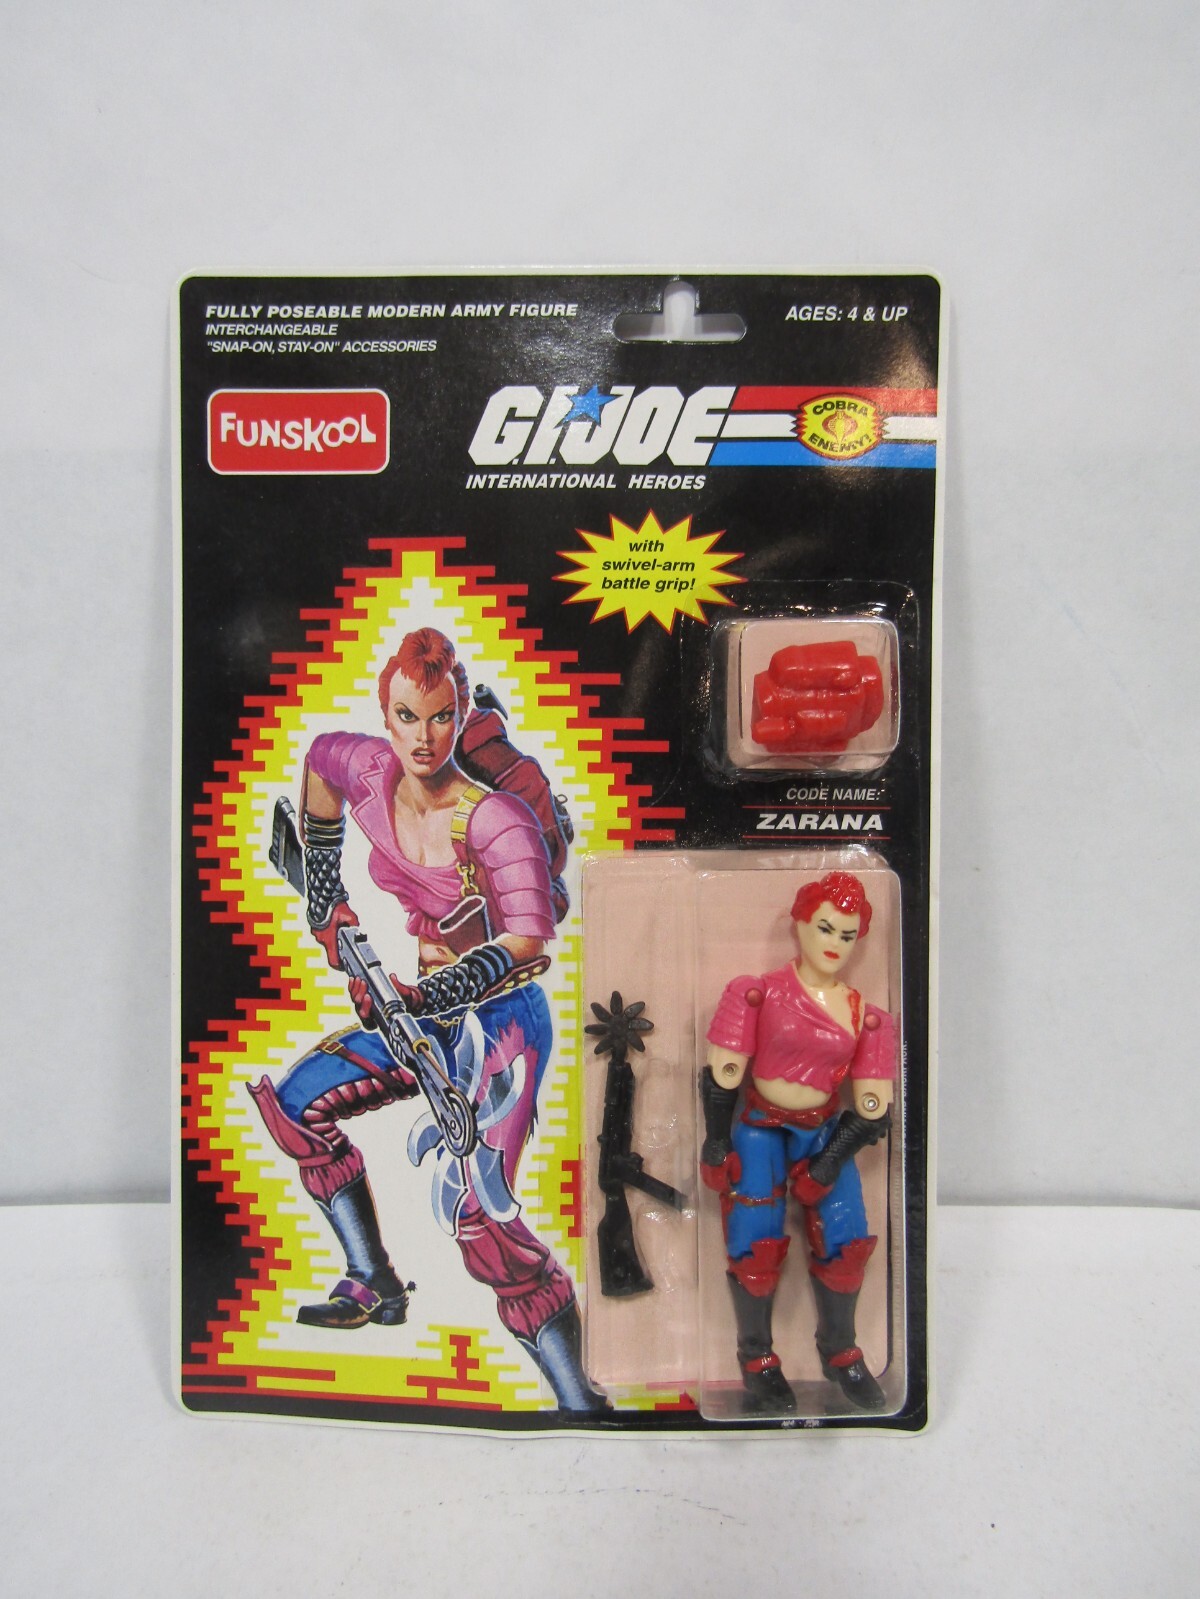 FULLY POSEABLE MODERN ARMY FIGURE
INTERCHANGEABLE
"SNAP-ON, STAY-ON" ACCESSORIES
AGES: 4 & UP
FUNSKOOL
G.I. JOE
COBRA
ENEMY!
INTERNATIONAL HEROES
with
swivel-arm
battle grip!
CODE NAME:
ZARANA